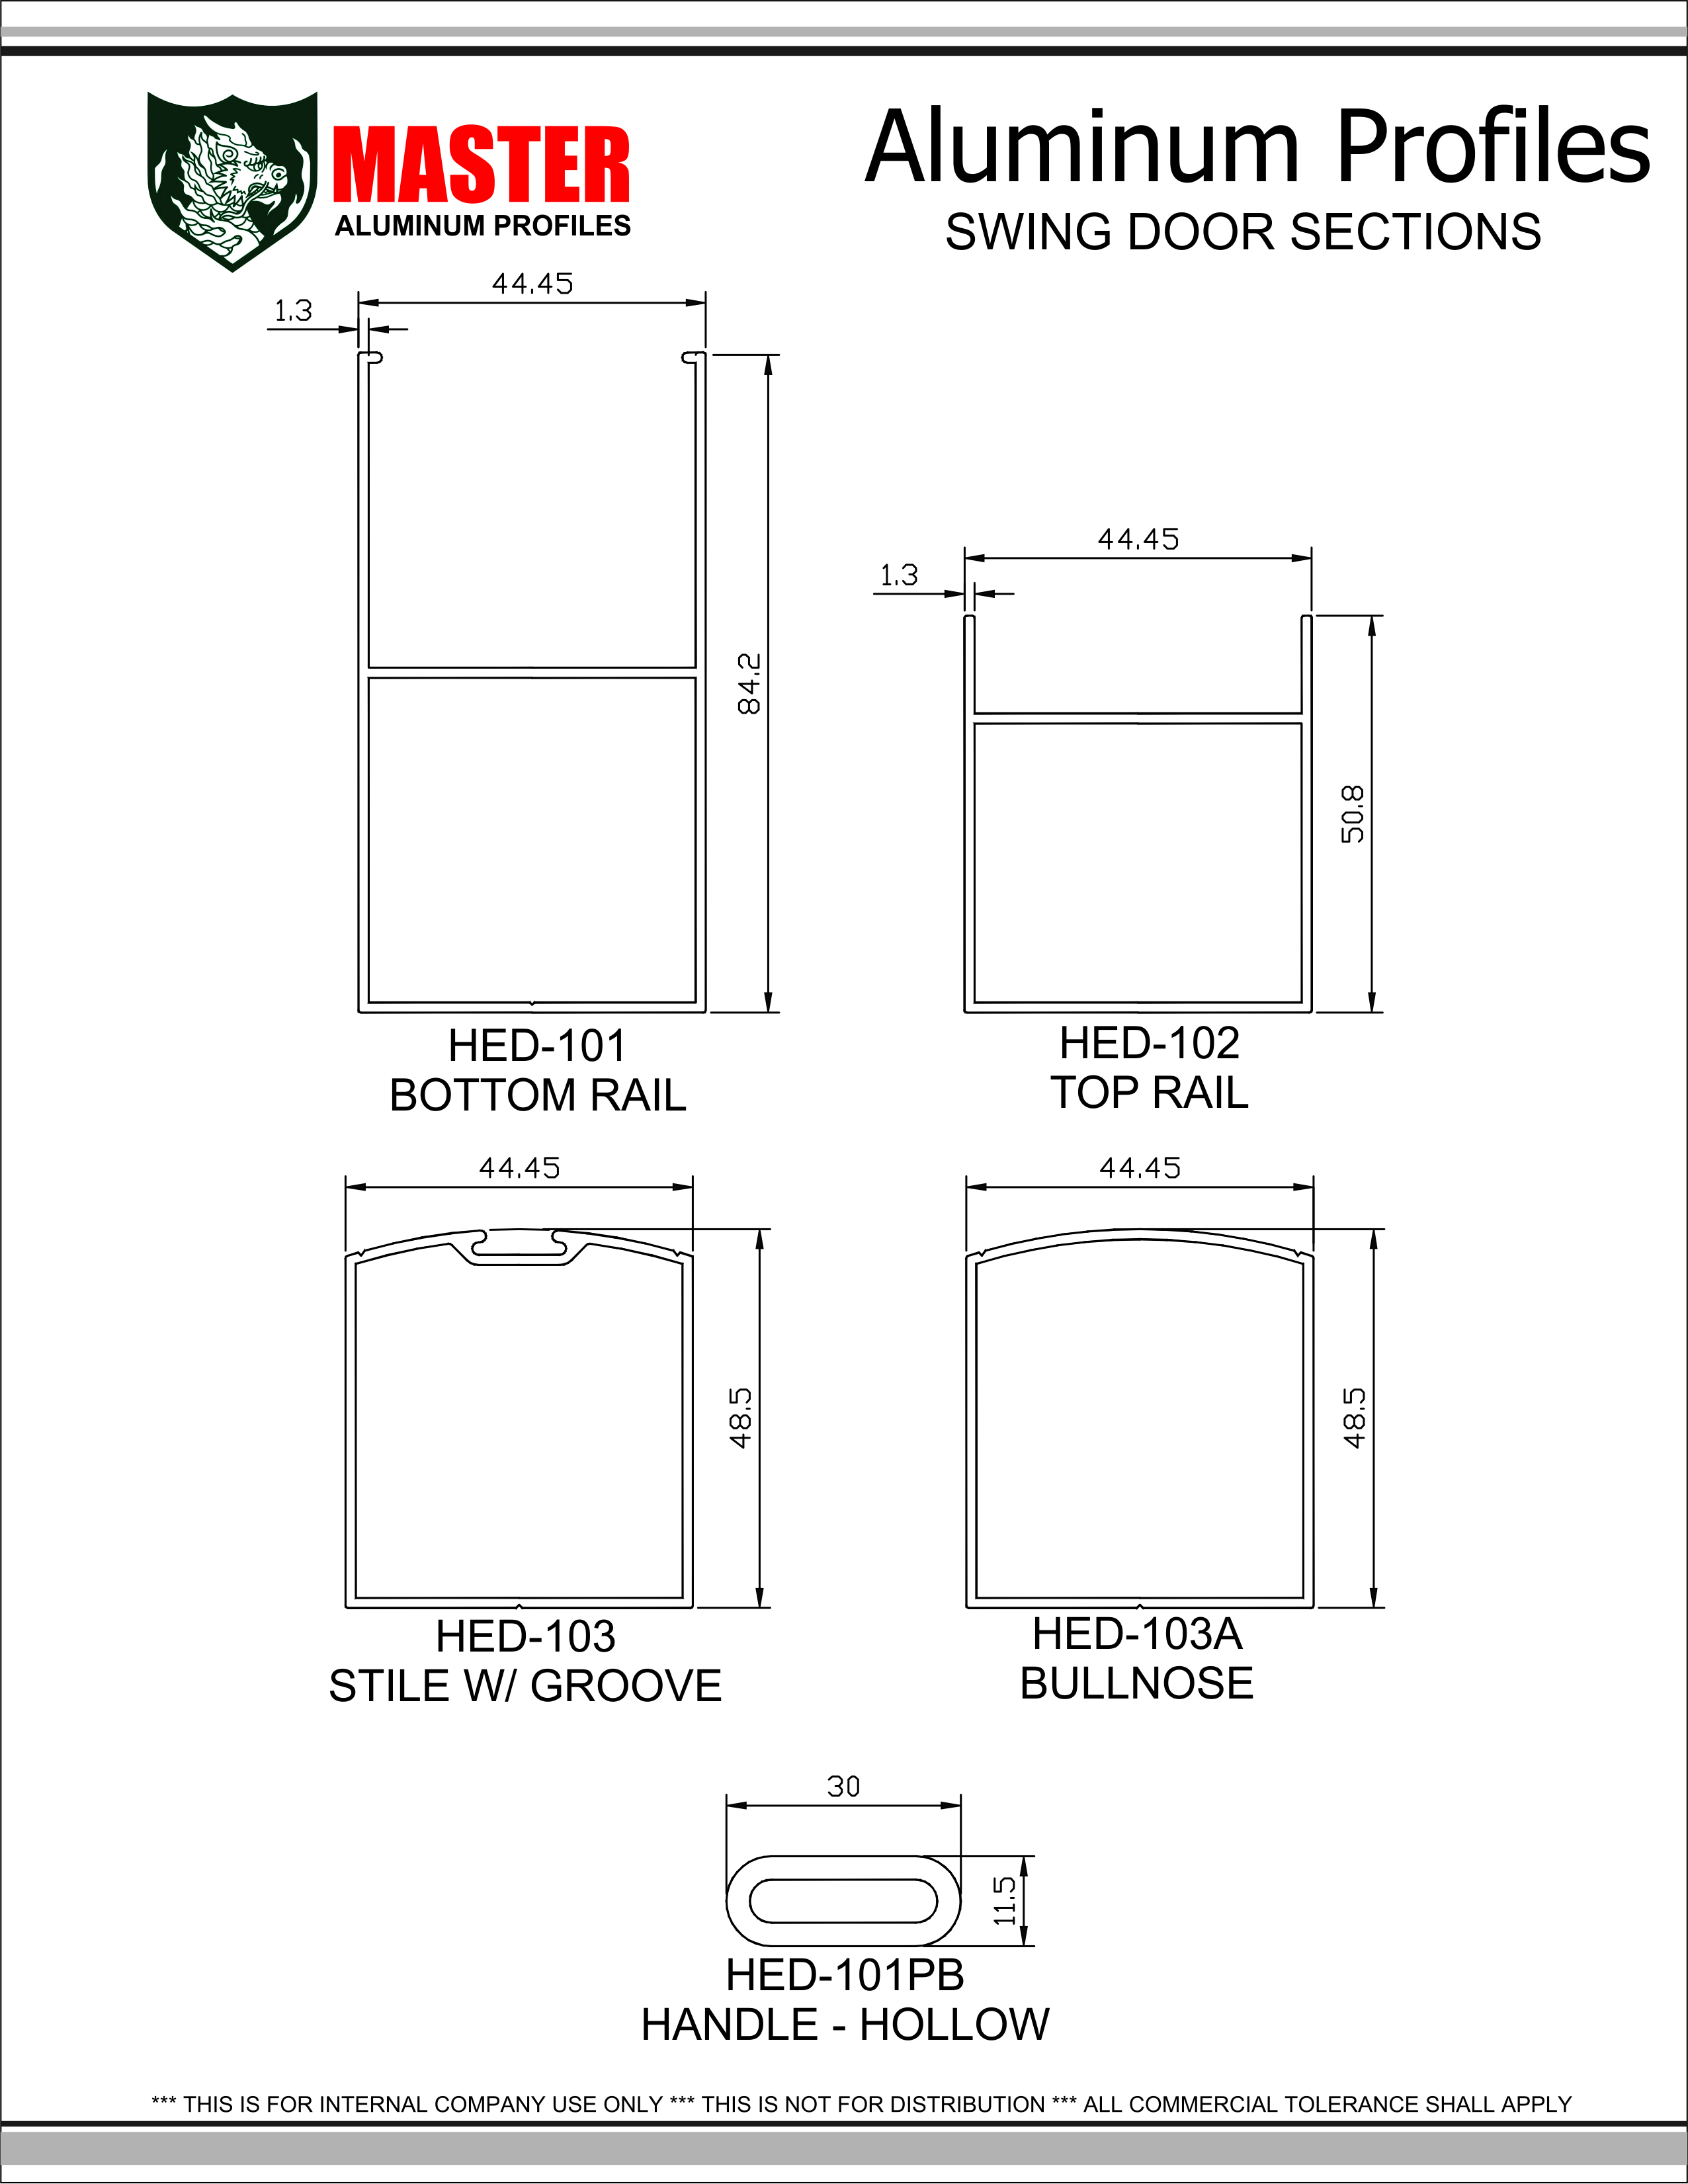 MASTER
ALUMINUM PROFILES
Aluminum Profiles
SWING DOOR SECTIONS
44.45
1.3
84.2
HED-101
BOTTOM RAIL
44.45
1.3
50.8
HED-102
TOP RAIL
44.45
48.5
HED-103
STILE W/ GROOVE
44.45
48.5
HED-103A
BULLNOSE
30
11.5
HED-101PB
HANDLE - HOLLOW
*** THIS IS FOR INTERNAL COMPANY USE ONLY *** THIS IS NOT FOR DISTRIBUTION *** ALL COMMERCIAL TOLERANCE SHALL APPLY